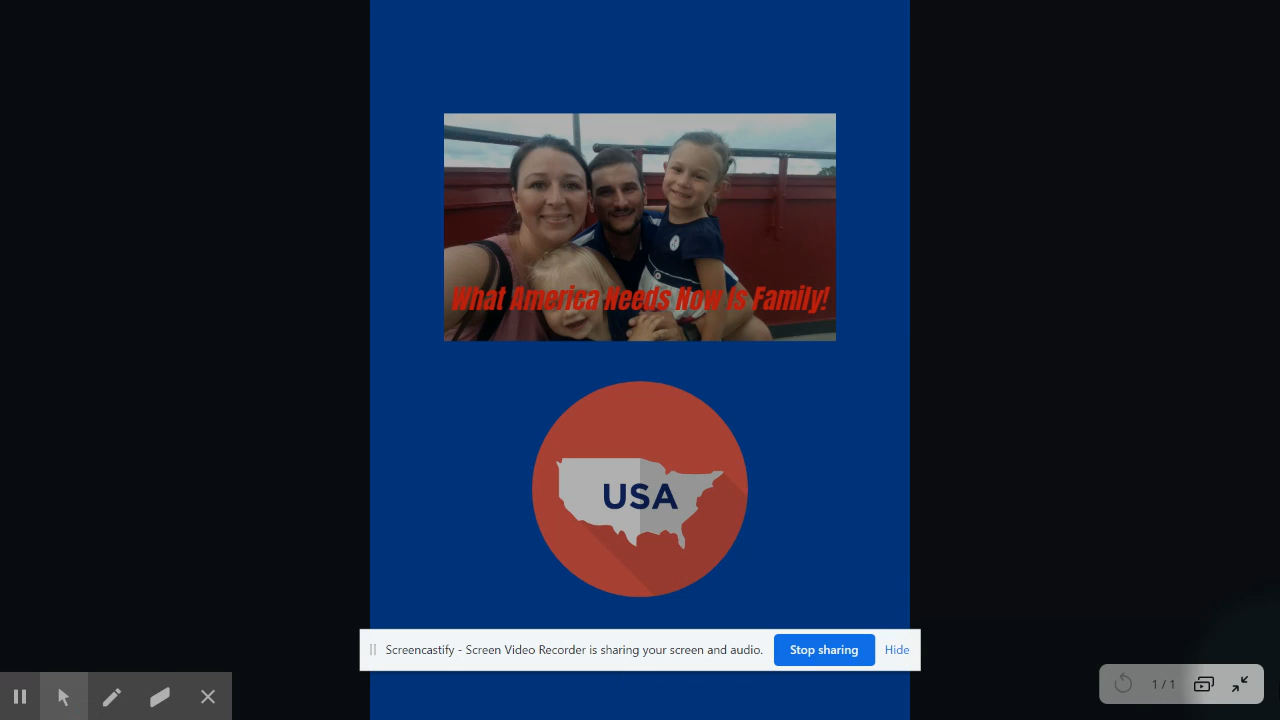 What America Needs Now Is Family!
USA
Screencastify - Screen Video Recorder is sharing your screen and audio.
Stop sharing
Hide
1 / 1